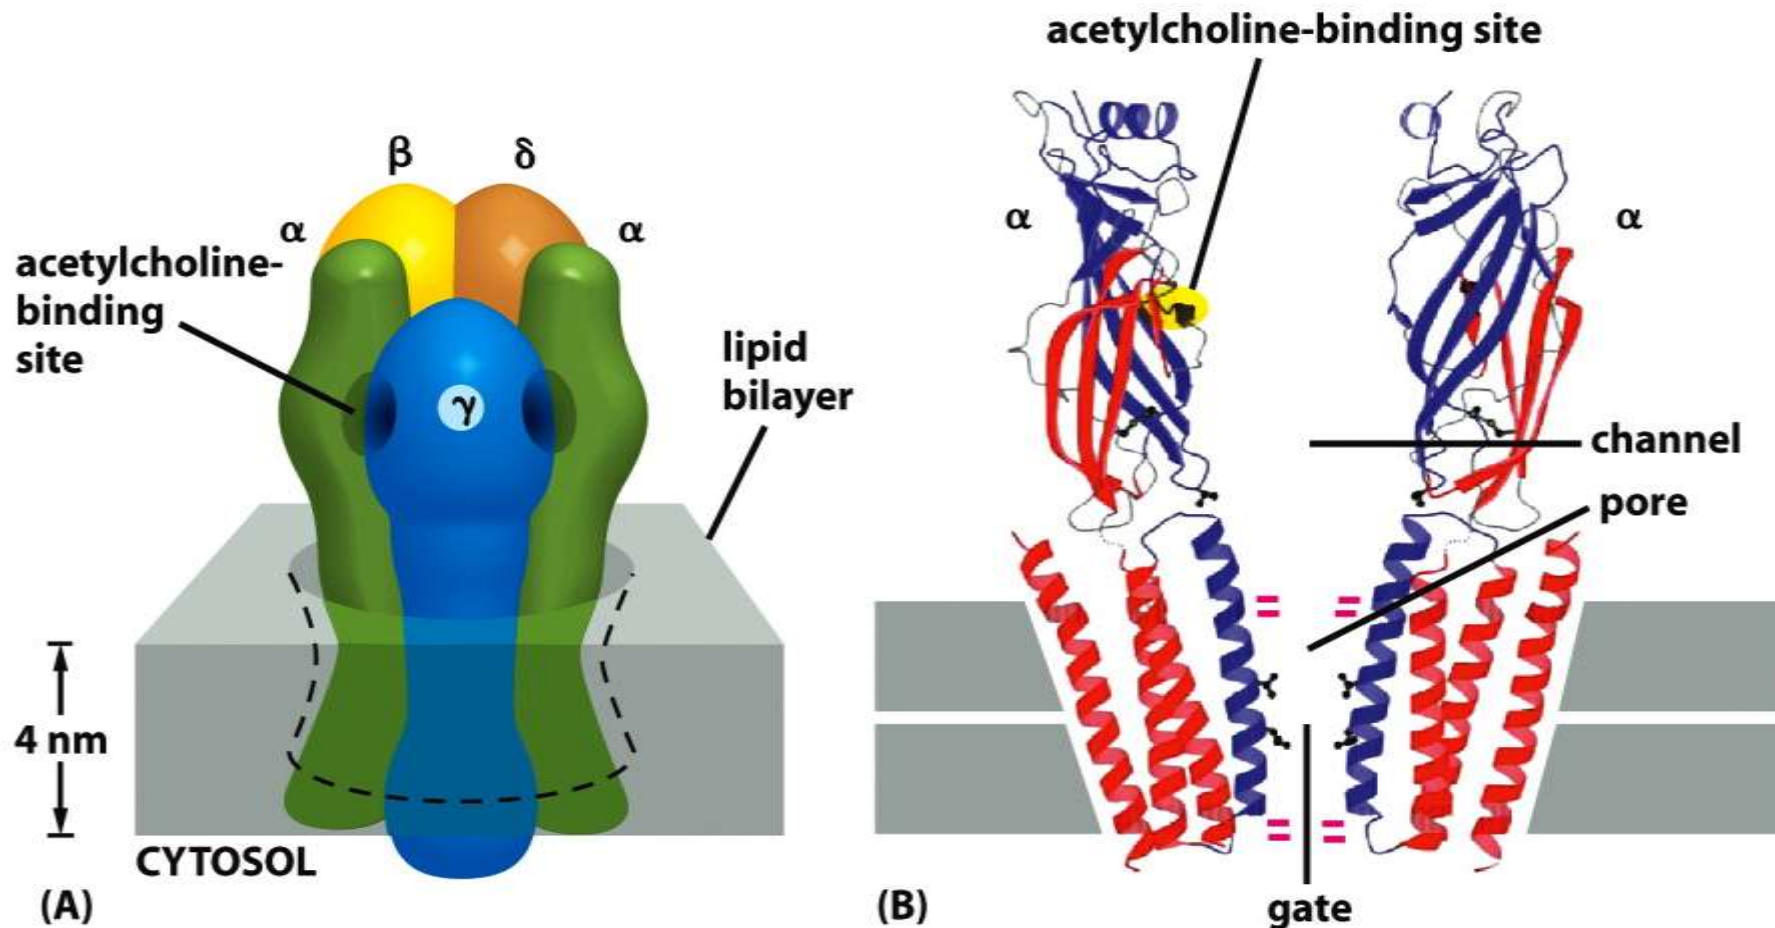 β
δ
α
α
acetylcholine-
binding
site
γ
lipid
bilayer
4 nm
CYTOSOL
(A)
acetylcholine-binding site
α
α
channel
pore
gate
(B)